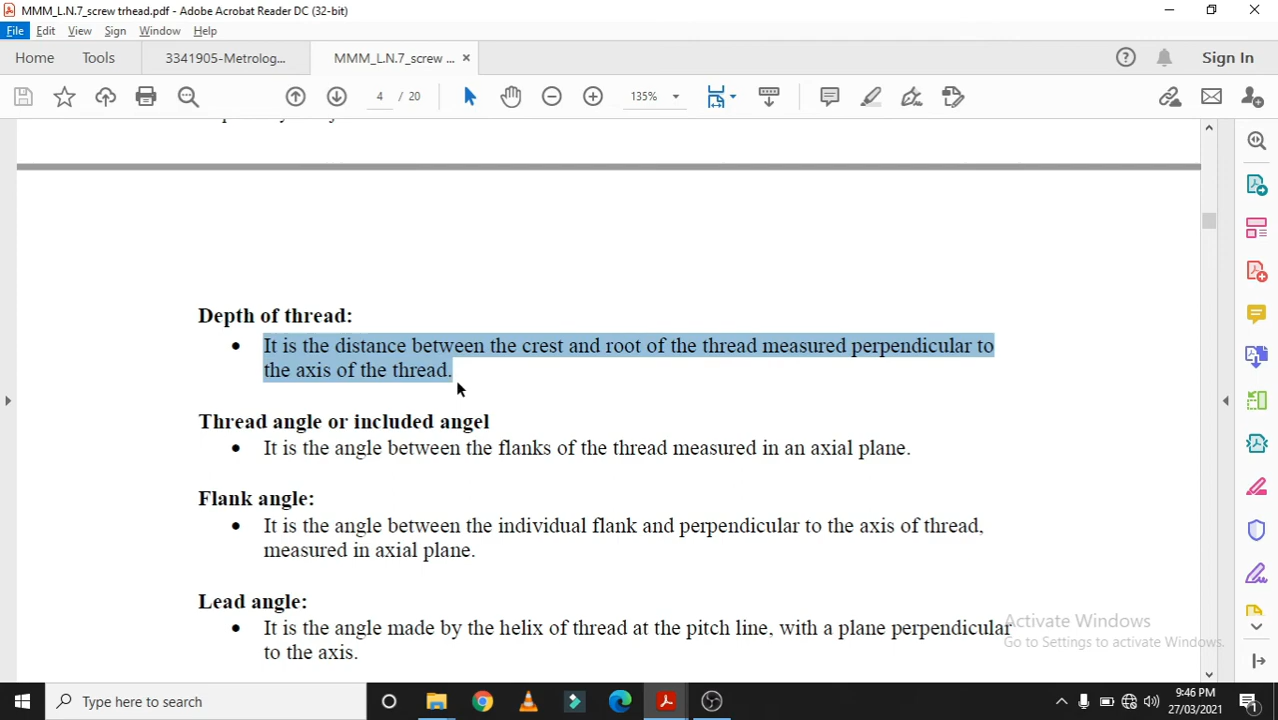 MMM_L.N.7_screw trhead.pdf - Adobe Acrobat Reader DC (32-bit)
File Edit View Sign Window Help
Home Tools 3341905-Metrolog... MMM_L.N.7_screw ... × Sign In
4 / 20 135%
Depth of thread:
• It is the distance between the crest and root of the thread measured perpendicular to
the axis of the thread.
Thread angle or included angel
• It is the angle between the flanks of the thread measured in an axial plane.
Flank angle:
• It is the angle between the individual flank and perpendicular to the axis of thread,
measured in axial plane.
Lead angle:
• It is the angle made by the helix of thread at the pitch line, with a plane perpendicular
to the axis.
Activate Windows
Go to Settings to activate Windows.
Type here to search
9:46 PM
27/03/2021
1